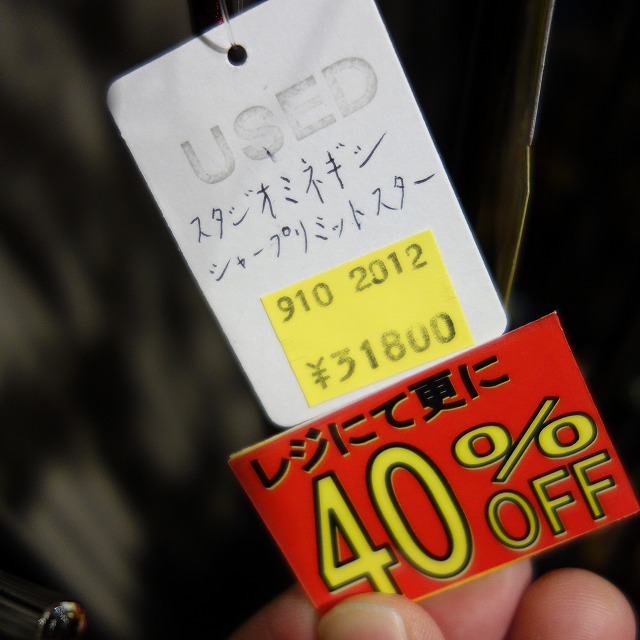 USED
スタジオミネギシ
シャープリミットスター
910 2012
¥31800
レジにて更に
40%
OFF